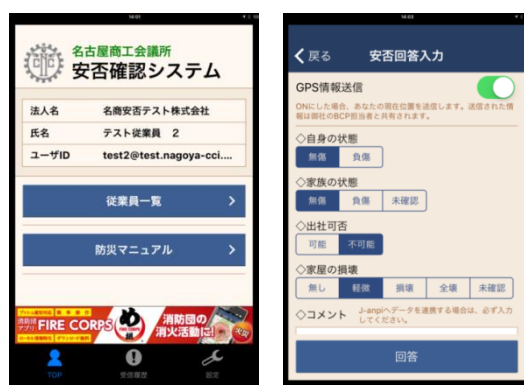 14:01
名古屋商工会議所
安否確認システム
法人名 名商安否テスト株式会社
氏名 テスト従業員 2
ユーザID test2@test.nagoya-cci....
従業員一覧
防災マニュアル
FIRE CORPS
め
組
消防団の
消火活動に!
火災
TOP
受信履歴
設定
14:03
戻る 安否回答入力
GPS情報送信
ONにした場合、あなたの現在位置を送信します。送信された情
報は御社のBCP担当者と共有されます。
◇自身の状態
無傷 負傷
◇家族の状態
無傷 負傷 未確認
◇出社可否
可能 不可能
◇家屋の損壊
無し 軽微 損壊 全壊 未確認
◇コメント J-anpiへデータを連携する場合は、必ず入力
してください。
回答